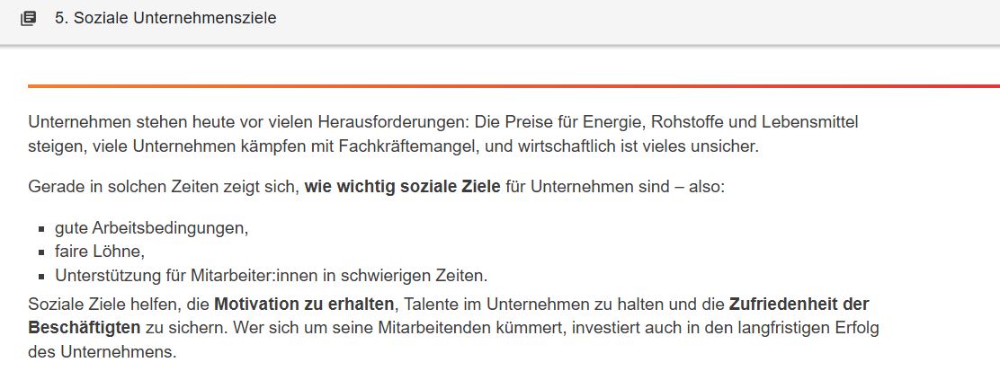 5. Soziale Unternehmensziele
Unternehmen stehen heute vor vielen Herausforderungen: Die Preise für Energie, Rohstoffe und Lebensmittel
steigen, viele Unternehmen kämpfen mit Fachkräftemangel, und wirtschaftlich ist vieles unsicher.
Gerade in solchen Zeiten zeigt sich, wie wichtig soziale Ziele für Unternehmen sind – also:
▪ gute Arbeitsbedingungen,
▪ faire Löhne,
▪ Unterstützung für Mitarbeiter:innen in schwierigen Zeiten.
Soziale Ziele helfen, die Motivation zu erhalten, Talente im Unternehmen zu halten und die Zufriedenheit der
Beschäftigten zu sichern. Wer sich um seine Mitarbeitenden kümmert, investiert auch in den langfristigen Erfolg
des Unternehmens.